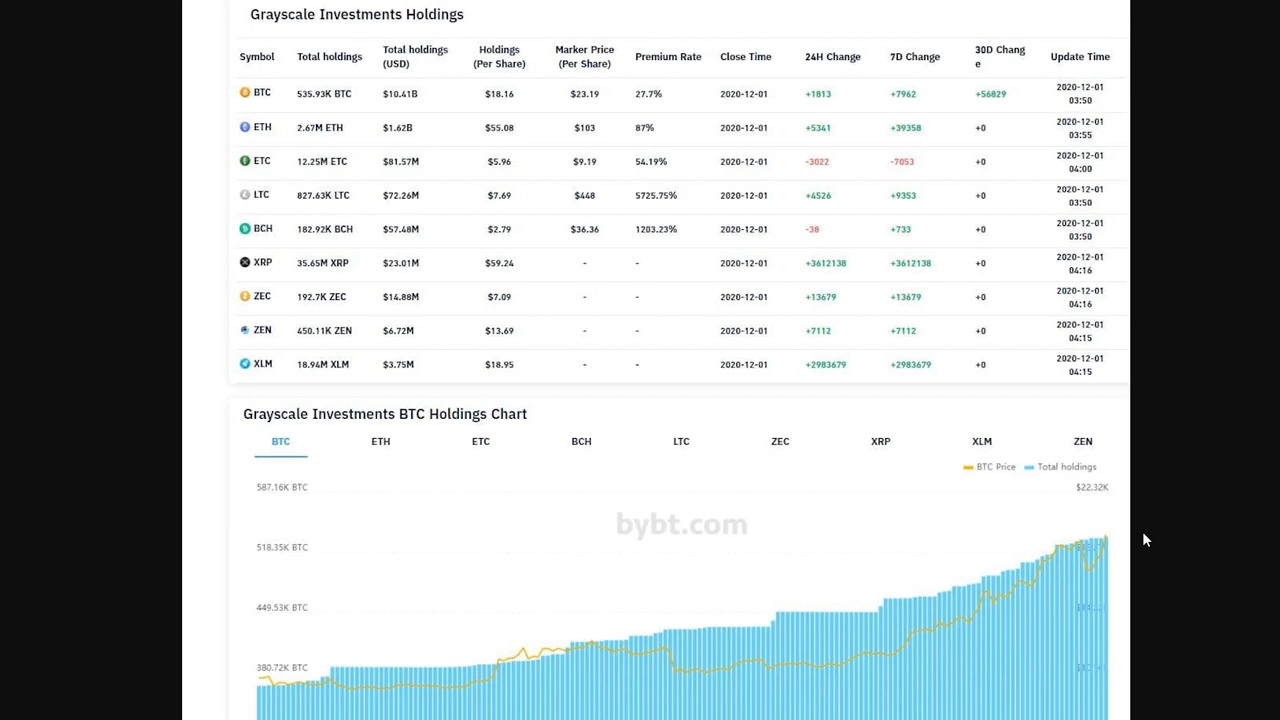 Grayscale Investments Holdings
Symbol Total holdings Total holdings (USD) Holdings (Per Share) Marker Price (Per Share) Premium Rate Close Time 24H Change 7D Change 30D Chang e Update Time
BTC 535.93K BTC $10.41B $18.16 $23.19 27.7% 2020-12-01 +1813 +7962 +56829 2020-12-01 03:50
ETH 2.67M ETH $1.62B $55.08 $103 87% 2020-12-01 +5341 +39358 +0 2020-12-01 03:55
ETC 12.25M ETC $81.57M $5.96 $9.19 54.19% 2020-12-01 -3022 -7053 +0 2020-12-01 04:00
LTC 827.63K LTC $72.26M $7.69 $448 5725.75% 2020-12-01 +4526 +9353 +0 2020-12-01 03:50
BCH 182.92K BCH $57.48M $2.79 $36.36 1203.23% 2020-12-01 -38 +733 +0 2020-12-01 03:50
XRP 35.65M XRP $23.01M $59.24 - - 2020-12-01 +3612138 +3612138 +0 2020-12-01 04:16
ZEC 192.7K ZEC $14.88M $7.09 - - 2020-12-01 +13679 +13679 +0 2020-12-01 04:16
ZEN 450.11K ZEN $6.72M $13.69 - - 2020-12-01 +7112 +7112 +0 2020-12-01 04:15
XLM 18.94M XLM $3.75M $18.95 - - 2020-12-01 +2983679 +2983679 +0 2020-12-01 04:15
Grayscale Investments BTC Holdings Chart
BTC ETH ETC BCH LTC ZEC XRP XLM ZEN
BTC Price Total holdings
587.16K BTC $22.32K
bybt.com
518.35K BTC
449.53K BTC
380.72K BTC